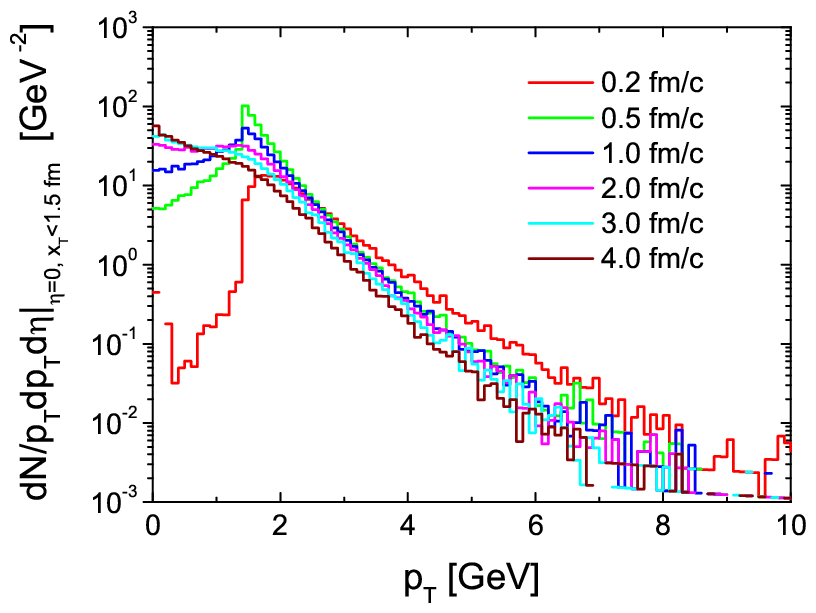 10^3
10^2
10^1
10^0
10^-1
10^-2
10^-3
dN/p_T dp_T dη|_η=0, x_T<1.5 fm [GeV^-2]
0.2 fm/c
0.5 fm/c
1.0 fm/c
2.0 fm/c
3.0 fm/c
4.0 fm/c
0 2 4 6 8 10
p_T [GeV]